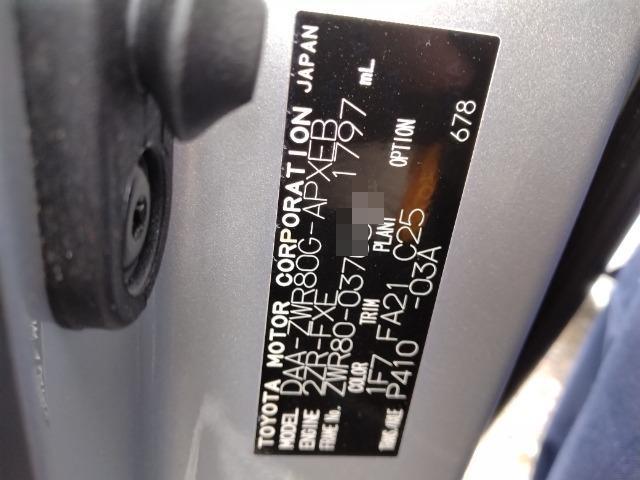 TOYOTA MOTOR CORPORATION JAPAN
MODEL DAA-ZWR80G-APXEB
ENGINE 2ZR-FXE 1797 mL
FRAME No. ZWR80-037
COLOR TRIM PLANT OPTION
1F7 FA21 C25 678
TRNS./AXLE P410 -03A